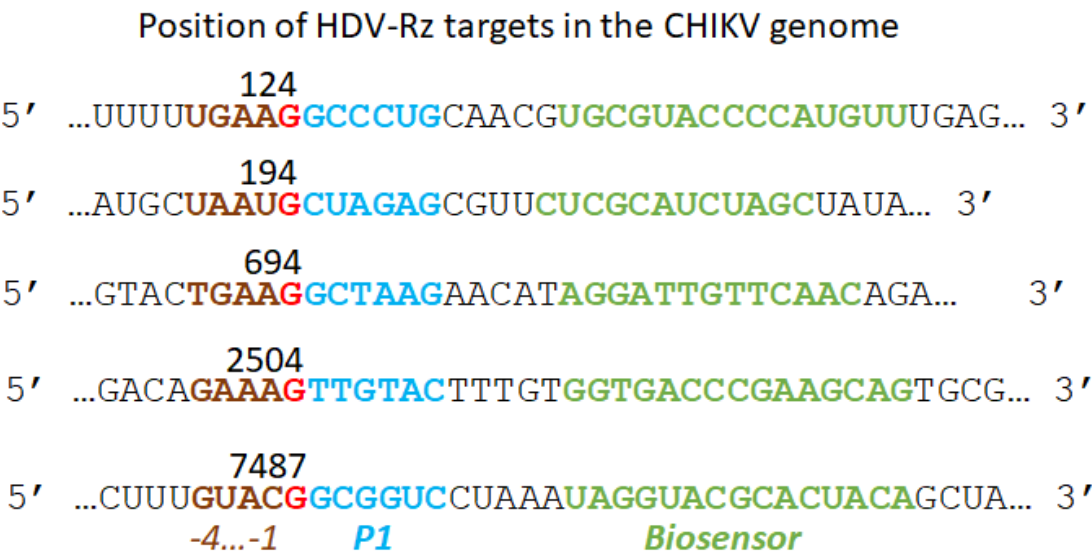 Position of HDV-Rz targets in the CHIKV genome
124
5′ …UUUUUGAAGGCCCUGCAACGUGCGUACCCCAUGUUUGAG… 3′
194
5′ …AUGCUAAUGCUAGAGCGUUCUCGCAUCUAGCUAUA… 3′
694
5′ …GTACTGAAGGCTAAGAACATAGGATTGTTCAACAGA… 3′
2504
5′ …GACAGAAAGTTGTACTTTGTGGTGACCCGAAGCAGTGCG… 3′
7487
5′ …CUUUGUACGGCGGUCCUAAAUAGGUACGCACUACAGCUA… 3′
-4…-1 P1 Biosensor